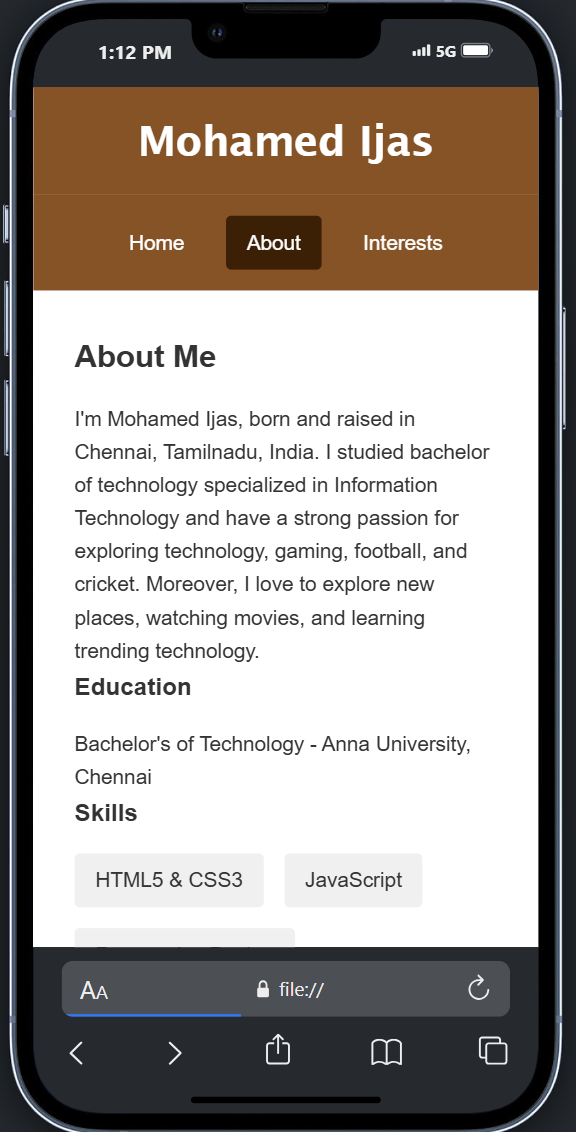 1:12 PM 5G
Mohamed Ijas
Home About Interests
About Me
I'm Mohamed Ijas, born and raised in
Chennai, Tamilnadu, India. I studied bachelor
of technology specialized in Information
Technology and have a strong passion for
exploring technology, gaming, football, and
cricket. Moreover, I love to explore new
places, watching movies, and learning
trending technology.
Education
Bachelor's of Technology - Anna University,
Chennai
Skills
HTML5 & CSS3 JavaScript
AA file://